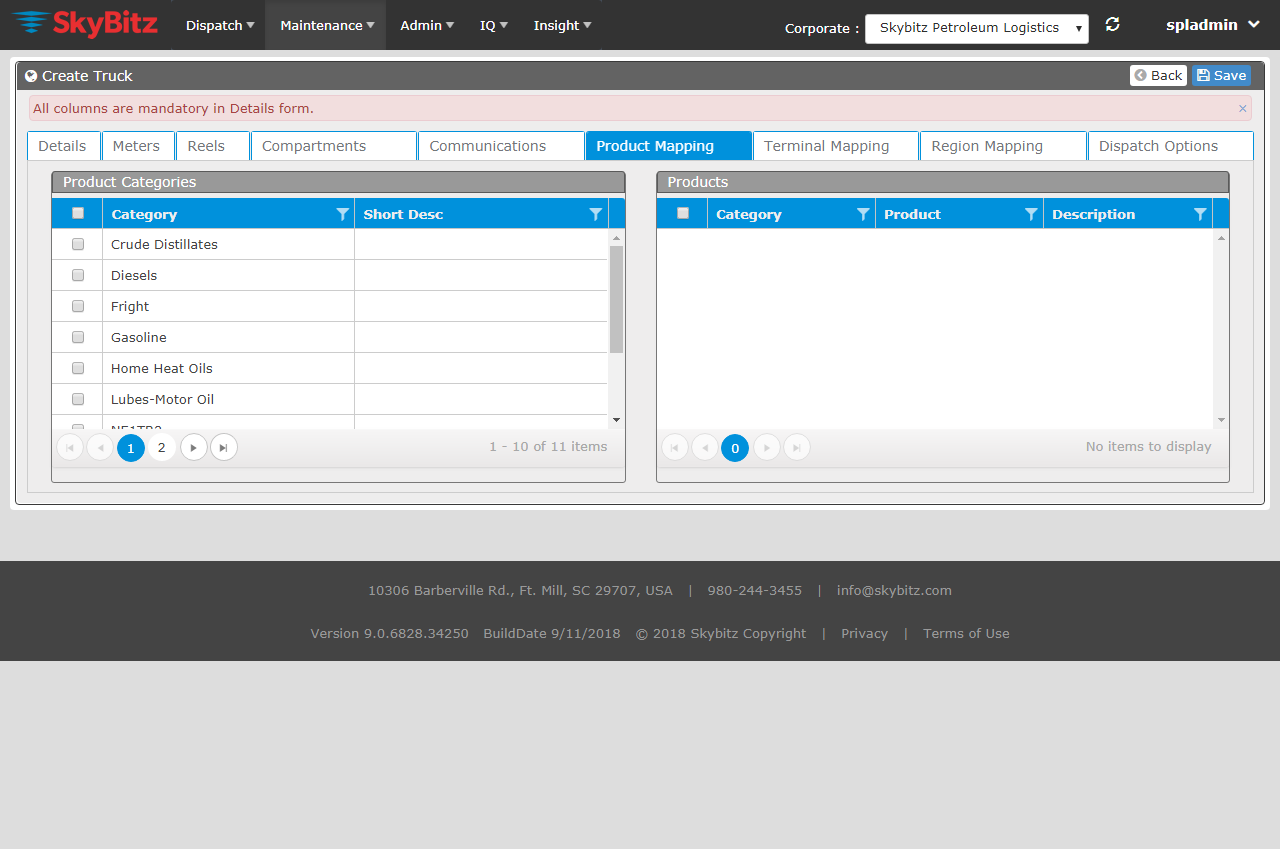 SkyBitz Dispatch Maintenance Admin IQ Insight Corporate : Skybitz Petroleum Logistics spladmin
Create Truck Back Save
All columns are mandatory in Details form. ×
Details Meters Reels Compartments Communications Product Mapping Terminal Mapping Region Mapping Dispatch Options
Product Categories
Category Short Desc
Crude Distillates
Diesels
Fright
Gasoline
Home Heat Oils
Lubes-Motor Oil
1 2 1 - 10 of 11 items
Products
Category Product Description
0 No items to display
10306 Barberville Rd., Ft. Mill, SC 29707, USA | 980-244-3455 | info@skybitz.com
Version 9.0.6828.34250 BuildDate 9/11/2018 © 2018 Skybitz Copyright | Privacy | Terms of Use